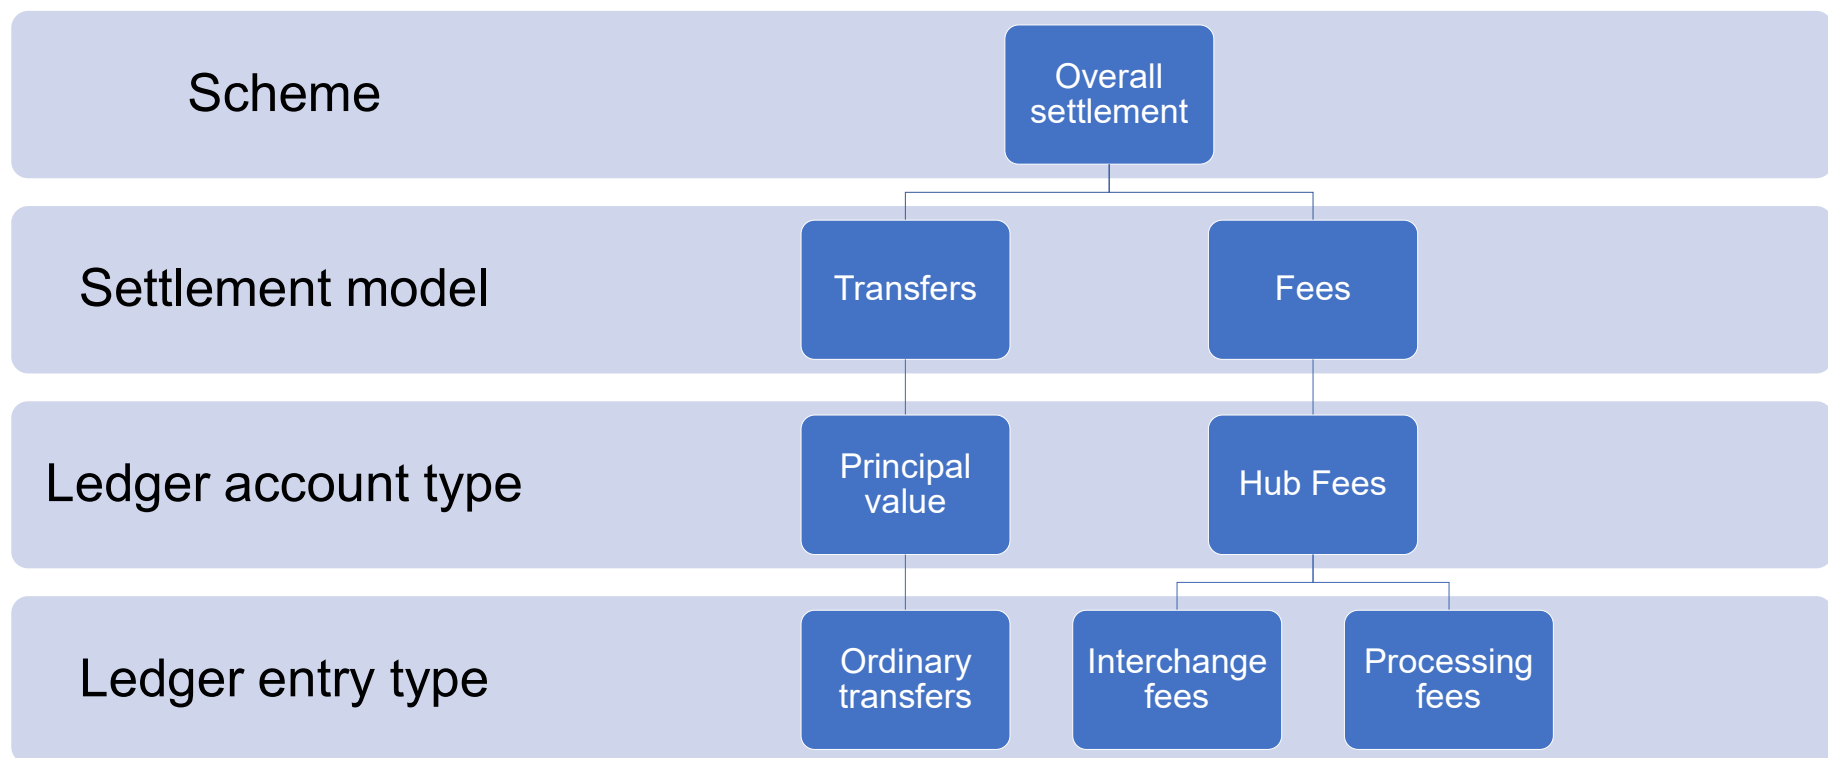 Scheme
Overall
settlement
Settlement model
Transfers
Fees
Ledger account type
Principal
value
Hub Fees
Ledger entry type
Ordinary
transfers
Interchange
fees
Processing
fees